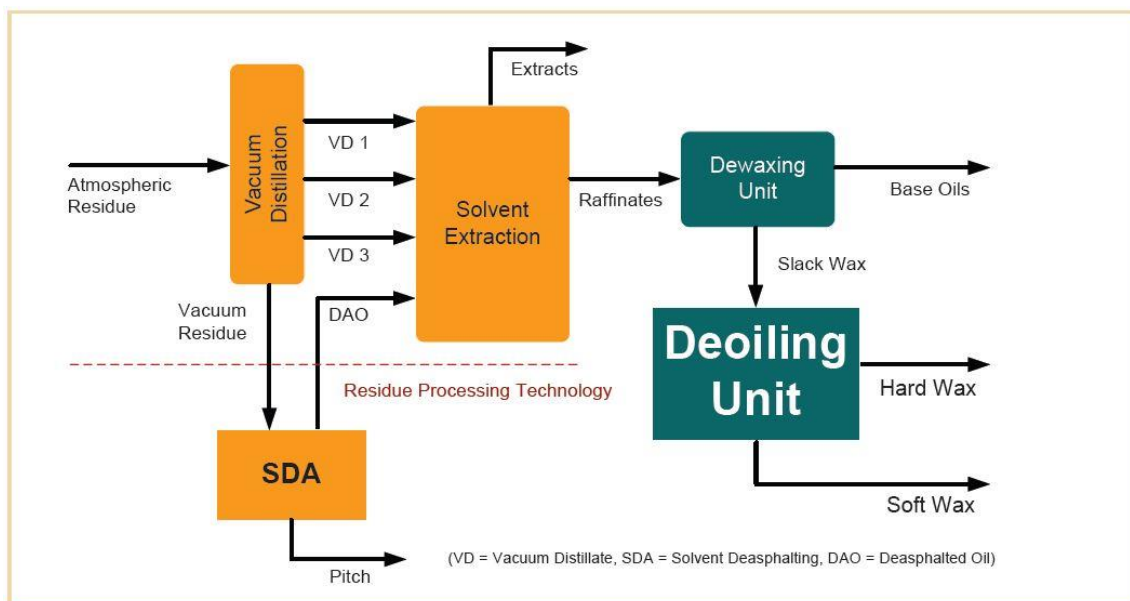 Extracts
Vacuum
Distillation
VD 1
Atmospheric
Residue
VD 2
VD 3
Solvent
Extraction
Raffinates
Dewaxing
Unit
Base Oils
Slack Wax
Vacuum
Residue
DAO
Residue Processing Technology
Deoiling
Unit
Hard Wax
SDA
Soft Wax
Pitch
(VD = Vacuum Distillate, SDA = Solvent Deasphalting, DAO = Deasphalted Oil)